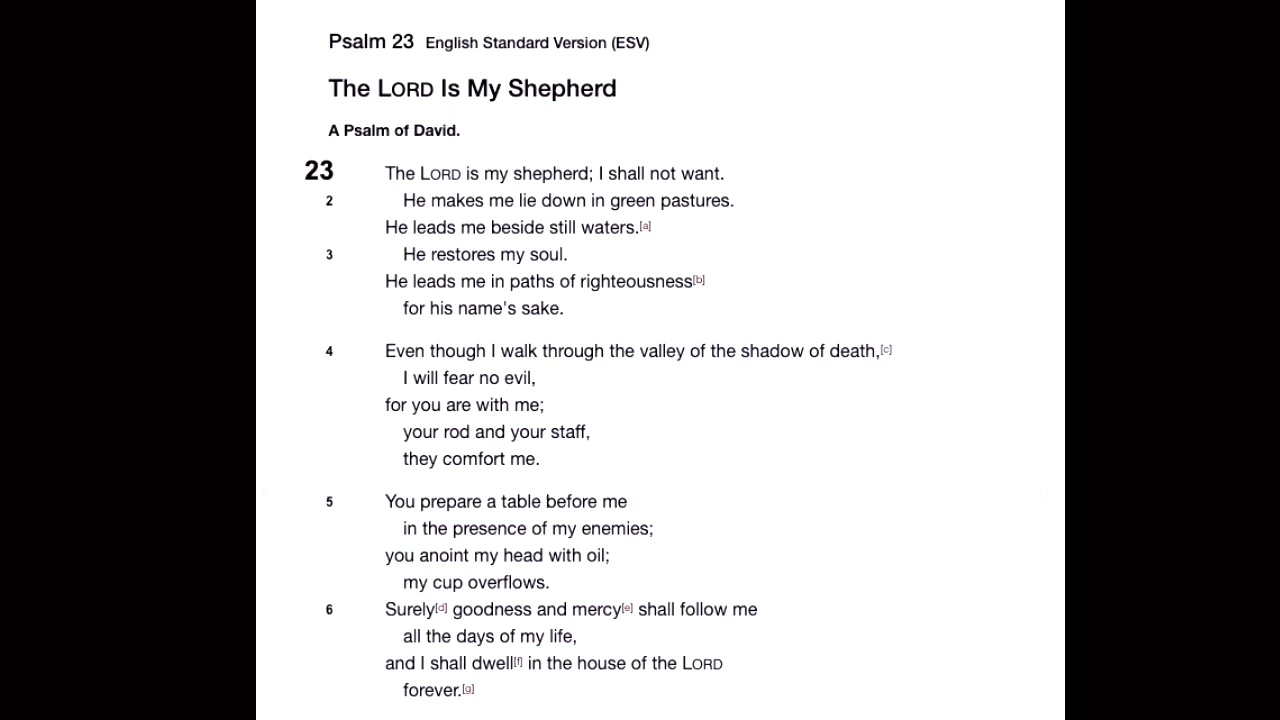 Psalm 23 English Standard Version (ESV)
The LORD Is My Shepherd
A Psalm of David.
23 The LORD is my shepherd; I shall not want.
2 He makes me lie down in green pastures.
He leads me beside still waters.[a]
3 He restores my soul.
He leads me in paths of righteousness[b]
for his name's sake.
4 Even though I walk through the valley of the shadow of death,[c]
I will fear no evil,
for you are with me;
your rod and your staff,
they comfort me.
5 You prepare a table before me
in the presence of my enemies;
you anoint my head with oil;
my cup overflows.
6 Surely[d] goodness and mercy[e] shall follow me
all the days of my life,
and I shall dwell[f] in the house of the LORD
forever.[g]